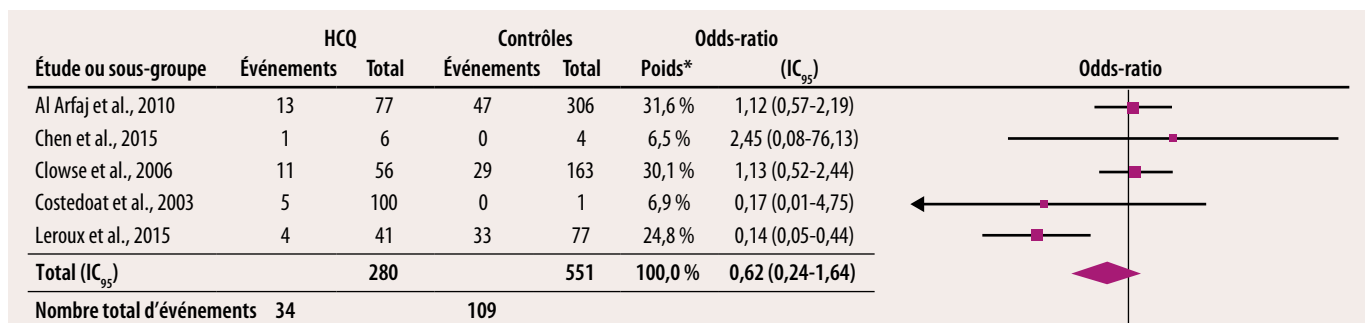 HCQ Contrôles Odds-ratio
Étude ou sous-groupe Événements Total Événements Total Poids* (IC95) Odds-ratio
Al Arfaj et al., 2010 13 77 47 306 31,6 % 1,12 (0,57-2,19)
Chen et al., 2015 1 6 0 4 6,5 % 2,45 (0,08-76,13)
Clowse et al., 2006 11 56 29 163 30,1 % 1,13 (0,52-2,44)
Costedoat et al., 2003 5 100 0 1 6,9 % 0,17 (0,01-4,75)
Leroux et al., 2015 4 41 33 77 24,8 % 0,14 (0,05-0,44)
Total (IC95) 280 551 100,0 % 0,62 (0,24-1,64)
Nombre total d’événements 34 109